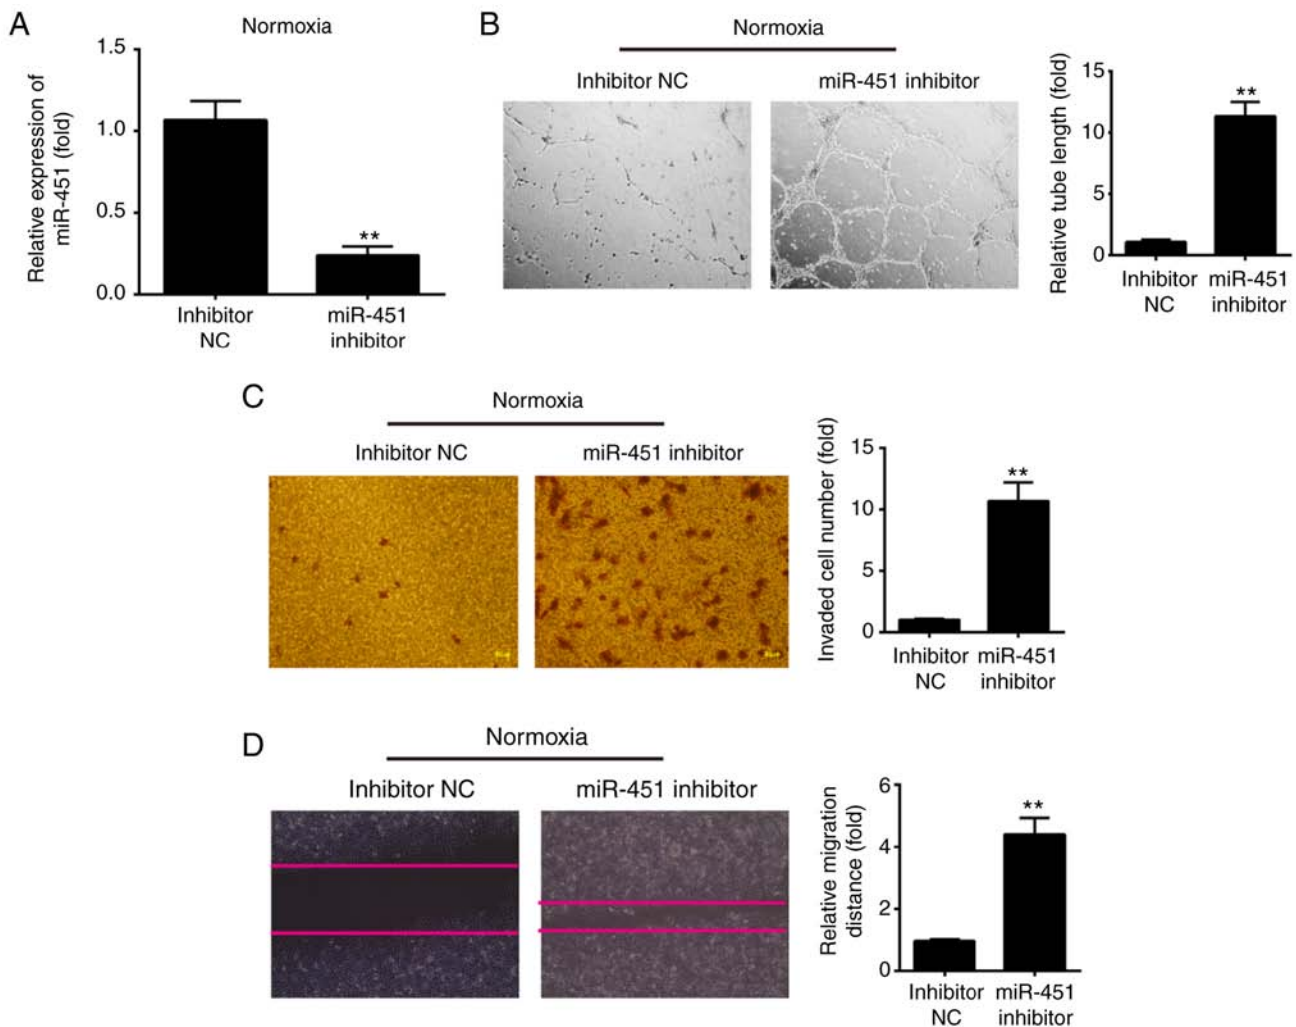 A
Normoxia
Relative expression of
miR-451 (fold)
1.5
1.0
0.5
0.0
**
Inhibitor
NC
miR-451
inhibitor
B
Normoxia
Inhibitor NC
miR-451 inhibitor
Relative tube length (fold)
15
10
5
0
**
Inhibitor
NC
miR-451
inhibitor
C
Normoxia
Inhibitor NC
miR-451 inhibitor
Invaded cell number (fold)
15
10
5
0
**
Inhibitor
NC
miR-451
inhibitor
D
Normoxia
Inhibitor NC
miR-451 inhibitor
Relative migration
distance (fold)
6
4
2
0
**
Inhibitor
NC
miR-451
inhibitor